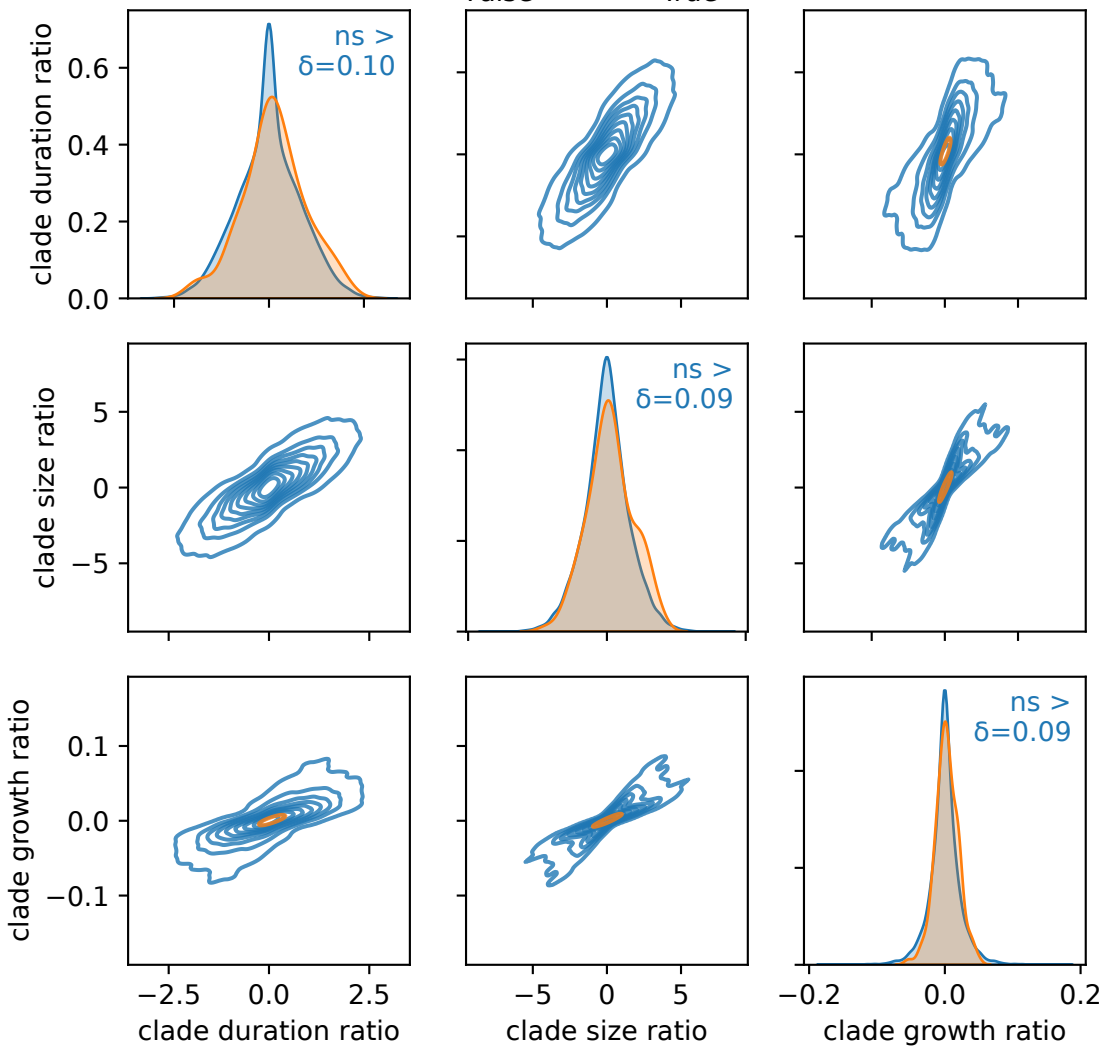 clade duration ratio
0.6
0.4
0.2
0.0
ns >
δ=0.10
clade size ratio
5
0
−5
ns >
δ=0.09
clade growth ratio
0.1
0.0
−0.1
ns >
δ=0.09
−2.5 0.0 2.5
−5 0 5
−0.2 0.0 0.2
clade duration ratio
clade size ratio
clade growth ratio